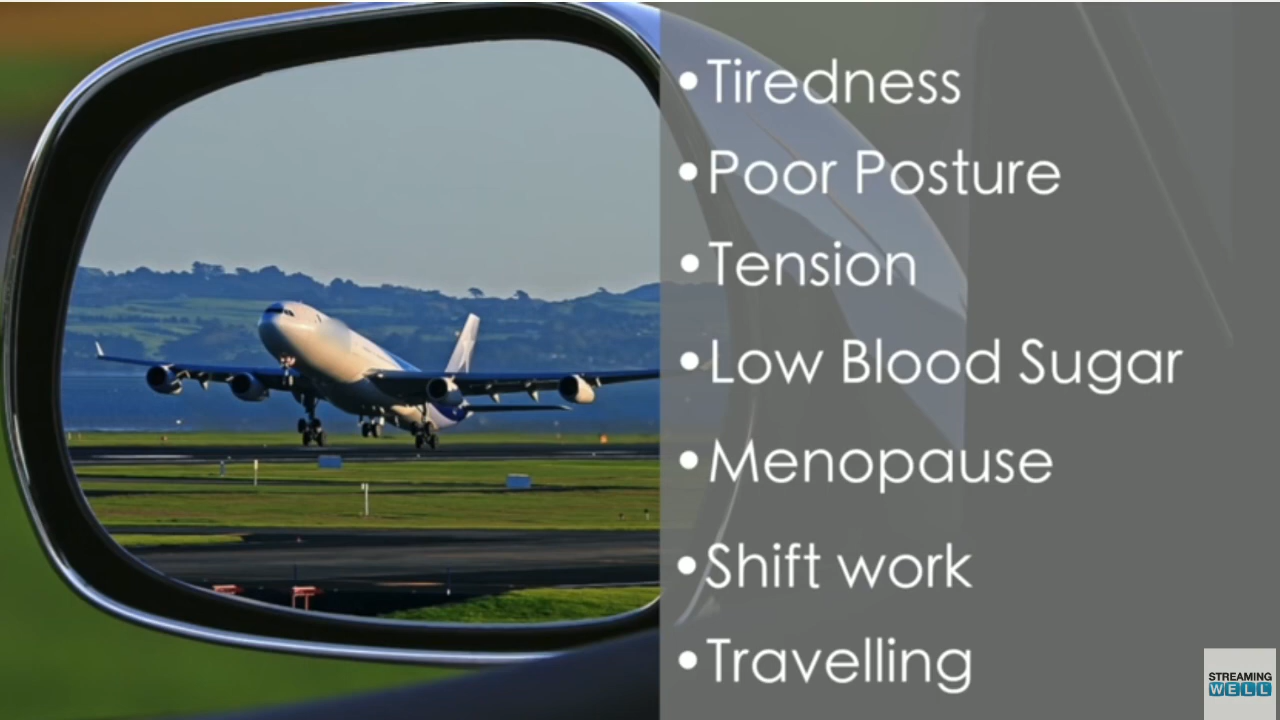 •Tiredness
•Poor Posture
•Tension
•Low Blood Sugar
•Menopause
•Shift work
•Travelling
STREAMING
WELL